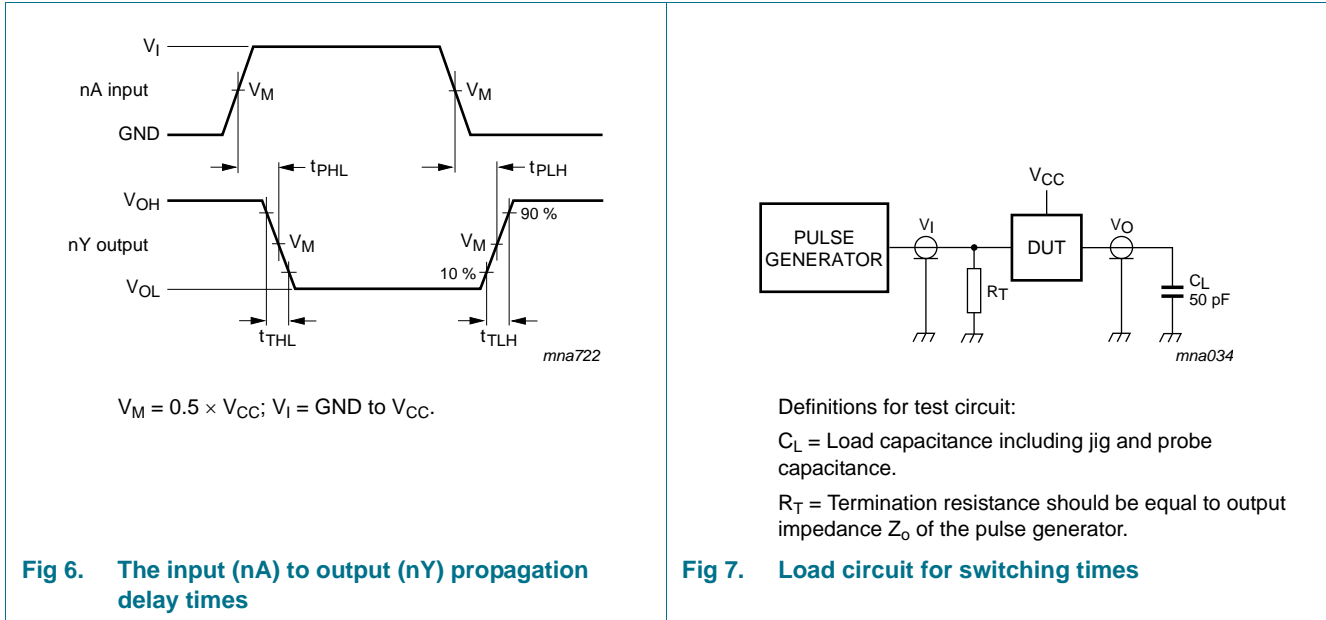 V_I
nA input
V_M
V_M
GND
t_PHL
t_PLH
V_OH
90 %
nY output
V_M
V_M
10 %
V_OL
t_THL
t_TLH
mna722
V_M = 0.5 × V_CC; V_I = GND to V_CC.
Fig 6. The input (nA) to output (nY) propagation
delay times
V_CC
PULSE
GENERATOR
V_I
DUT
V_O
R_T
C_L
50 pF
mna034
Definitions for test circuit:
C_L = Load capacitance including jig and probe
capacitance.
R_T = Termination resistance should be equal to output
impedance Z_o of the pulse generator.
Fig 7. Load circuit for switching times